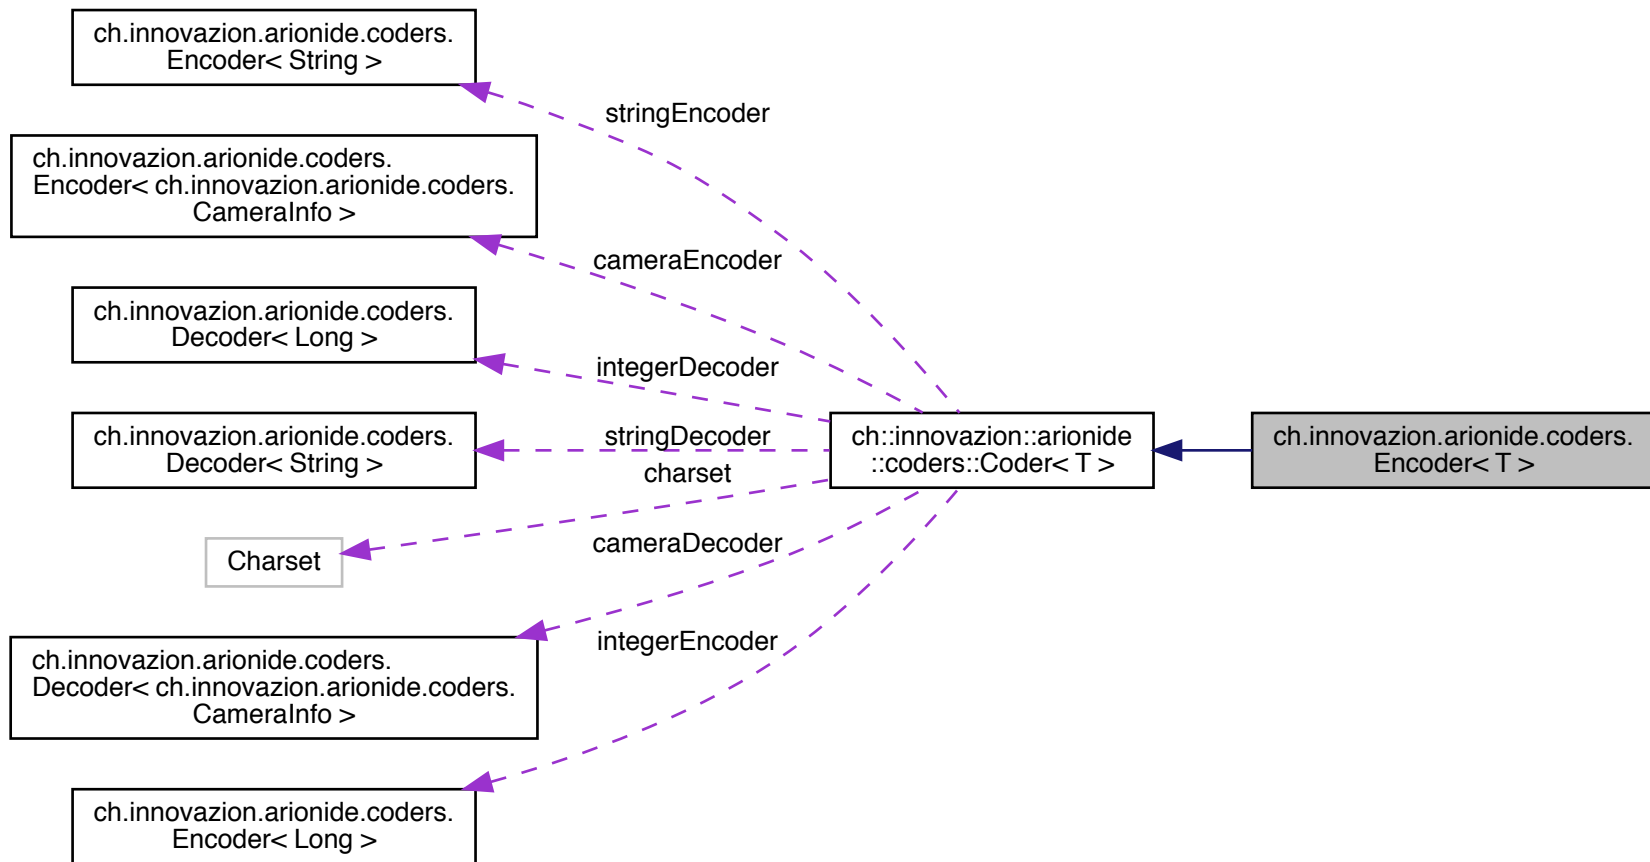 ch.innovazion.arionide.coders.
Encoder< String >
stringEncoder
ch.innovazion.arionide.coders.
Encoder< ch.innovazion.arionide.coders.
CameraInfo >
cameraEncoder
ch.innovazion.arionide.coders.
Decoder< Long >
integerDecoder
ch.innovazion.arionide.coders.
Decoder< String >
stringDecoder
charset
ch::innovazion::arionide
::coders::Coder< T >
ch.innovazion.arionide.coders.
Encoder< T >
Charset
cameraDecoder
ch.innovazion.arionide.coders.
Decoder< ch.innovazion.arionide.coders.
CameraInfo >
integerEncoder
ch.innovazion.arionide.coders.
Encoder< Long >